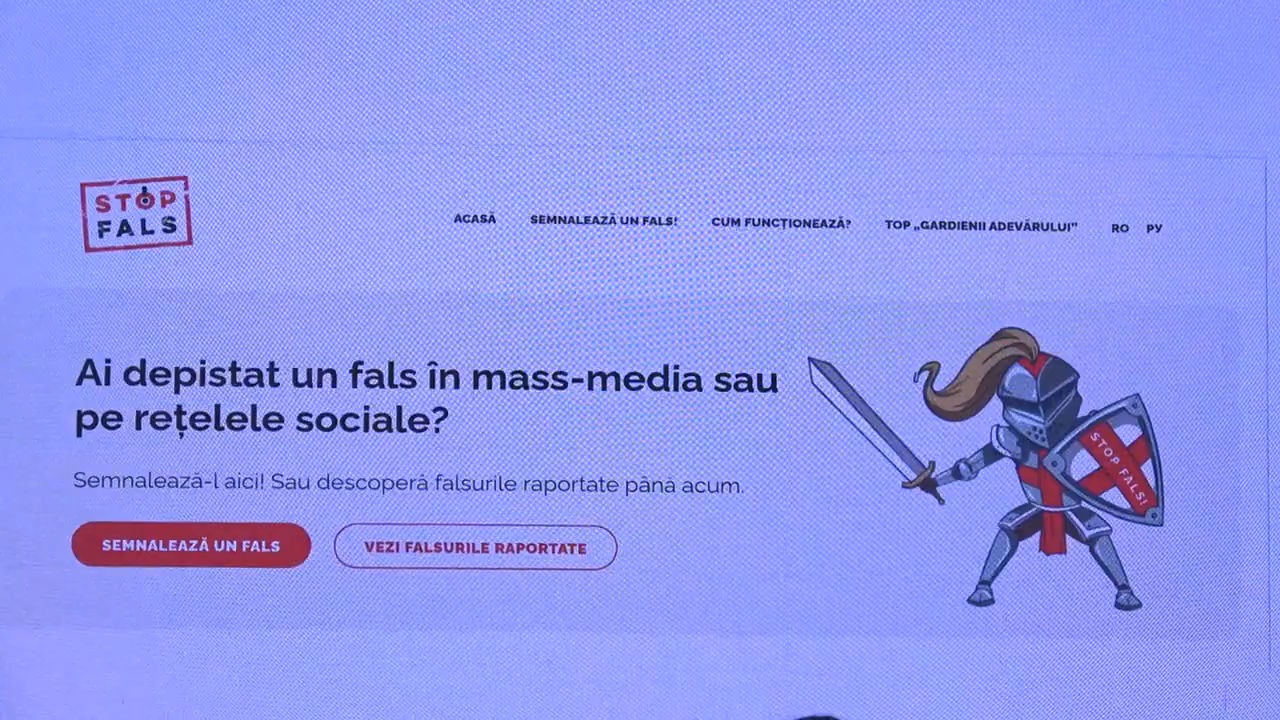 STOP
FALS
ACASĂ SEMNALEAZĂ UN FALS! CUM FUNCȚIONEAZĂ? TOP „GARDIENII ADEVĂRULUI” RO РУ
Ai depistat un fals în mass-media sau
pe rețelele sociale?
Semnalează-l aici! Sau descoperă falsurile raportate până acum.
SEMNALEAZĂ UN FALS VEZI FALSURILE RAPORTATE
STOP FALS!